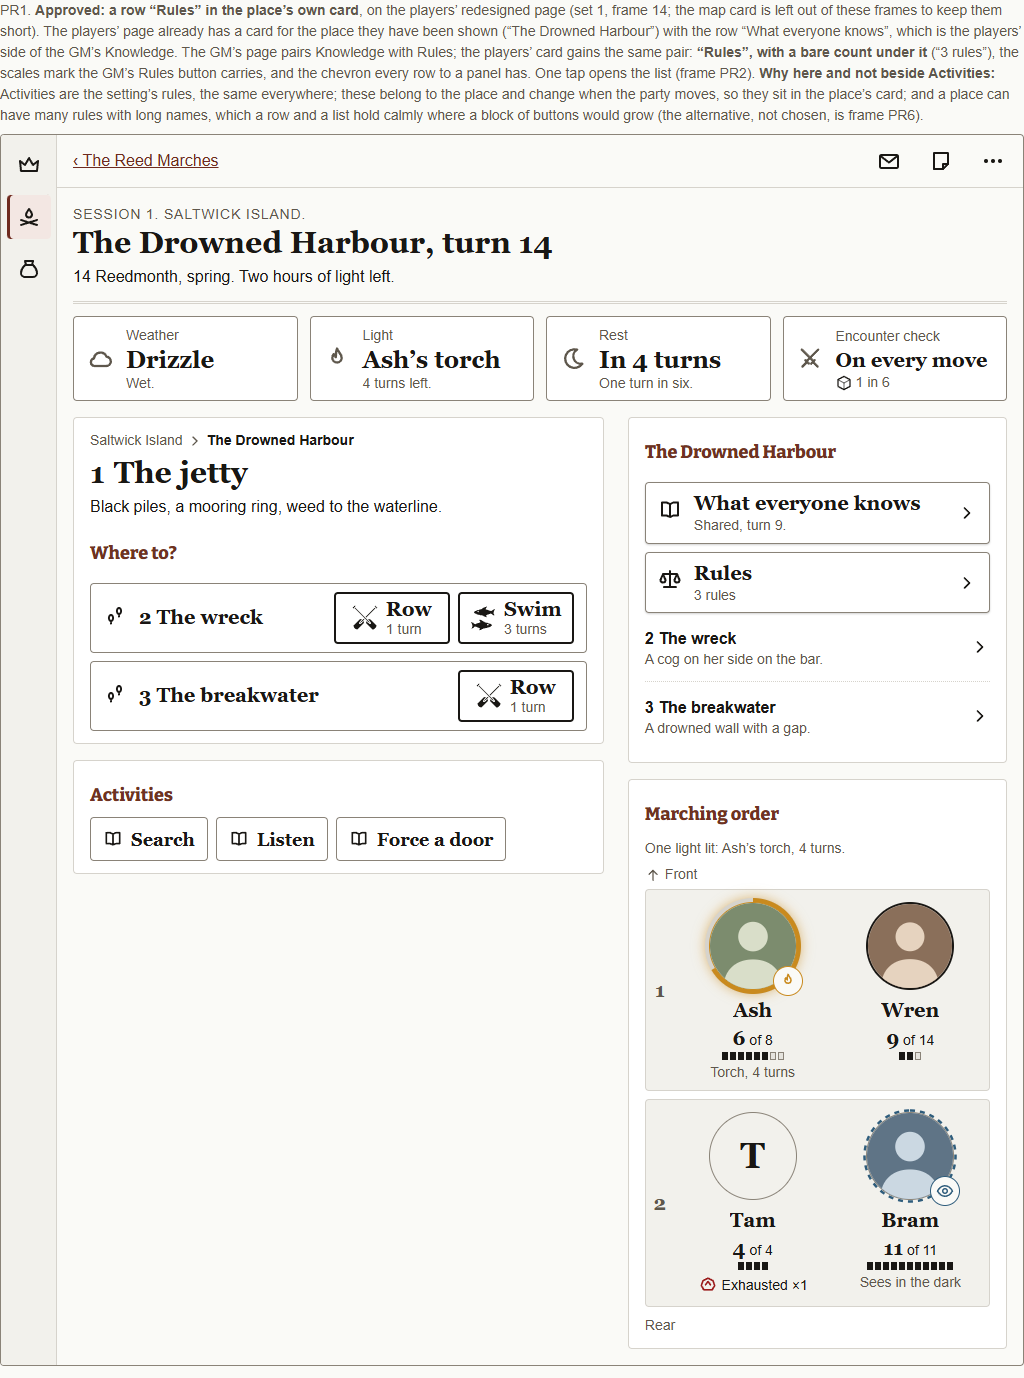 PR1. Approved: a row “Rules” in the place’s own card, on the players’ redesigned page (set 1, frame 14; the map card is left out of these frames to keep them
short). The players’ page already has a card for the place they have been shown (“The Drowned Harbour”) with the row “What everyone knows”, which is the players’
side of the GM’s Knowledge. The GM’s page pairs Knowledge with Rules; the players’ card gains the same pair: “Rules”, with a bare count under it (“3 rules”), the
scales mark the GM’s Rules button carries, and the chevron every row to a panel has. One tap opens the list (frame PR2). Why here and not beside Activities:
Activities are the setting’s rules, the same everywhere; these belong to the place and change when the party moves, so they sit in the place’s card; and a place can
have many rules with long names, which a row and a list hold calmly where a block of buttons would grow (the alternative, not chosen, is frame PR6).
‹ The Reed Marches
SESSION 1. SALTWICK ISLAND.
The Drowned Harbour, turn 14
14 Reedmonth, spring. Two hours of light left.
Weather
Drizzle
Wet.
Light
Ash’s torch
4 turns left.
Rest
In 4 turns
One turn in six.
Encounter check
On every move
1 in 6
Saltwick Island > The Drowned Harbour
1 The jetty
Black piles, a mooring ring, weed to the waterline.
Where to?
2 The wreck
Row
1 turn
Swim
3 turns
3 The breakwater
Row
1 turn
Activities
Search
Listen
Force a door
The Drowned Harbour
What everyone knows
Shared, turn 9.
Rules
3 rules
2 The wreck
A cog on her side on the bar.
3 The breakwater
A drowned wall with a gap.
Marching order
One light lit: Ash’s torch, 4 turns.
↑ Front
1
Ash
6 of 8
Torch, 4 turns
Wren
9 of 14
2
T
Tam
4 of 4
Exhausted ×1
Bram
11 of 11
Sees in the dark
Rear